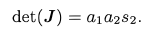 det(J) = a₁a₂s₂.